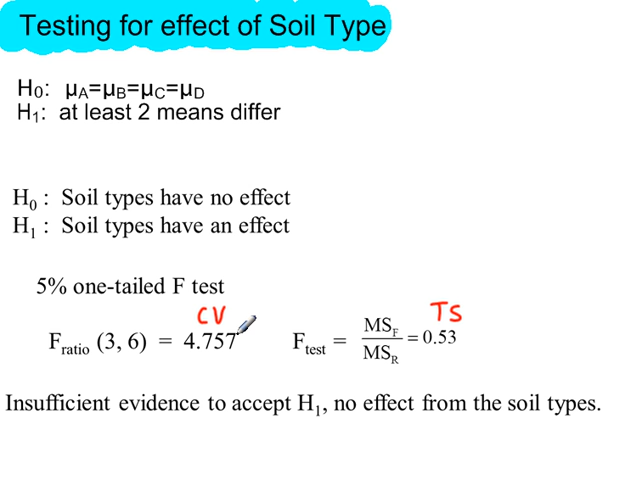 Testing for effect of Soil Type
H0: μA=μB=μC=μD
H1: at least 2 means differ
H0 : Soil types have no effect
H1 : Soil types have an effect
5% one-tailed F test
CV
TS
Fratio (3, 6) = 4.757
Ftest = MSF / MSR = 0.53
Insufficient evidence to accept H1, no effect from the soil types.